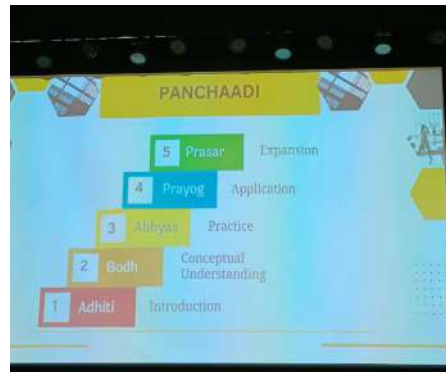 PANCHAADI
5 Prasar Expansion
4 Prayog Application
3 Abhyas Practice
2 Bodh Conceptual
Understanding
1 Adhiti Introduction